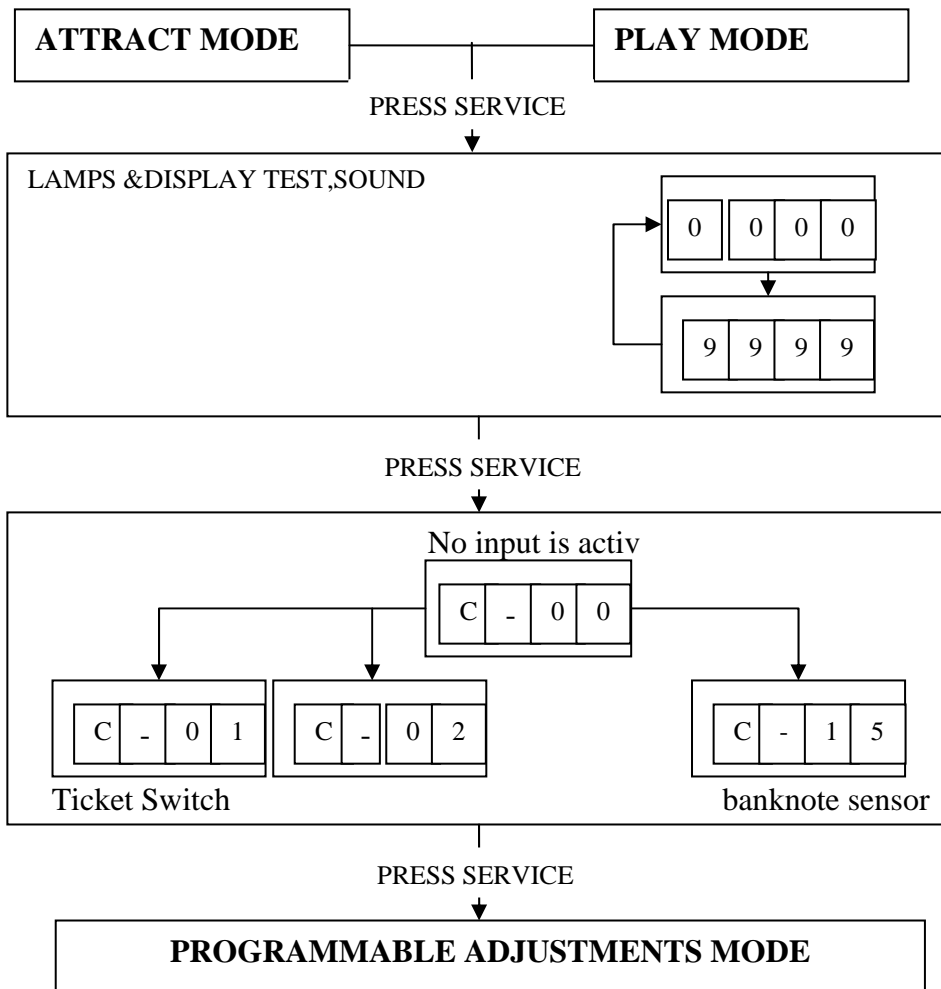 ATTRACT MODE PLAY MODE
PRESS SERVICE
LAMPS &DISPLAY TEST,SOUND
0 0 0 0
9 9 9 9
PRESS SERVICE
No input is activ
C - 0 0
C - 0 1 C - 0 2 C - 1 5
Ticket Switch banknote sensor
PRESS SERVICE
PROGRAMMABLE ADJUSTMENTS MODE